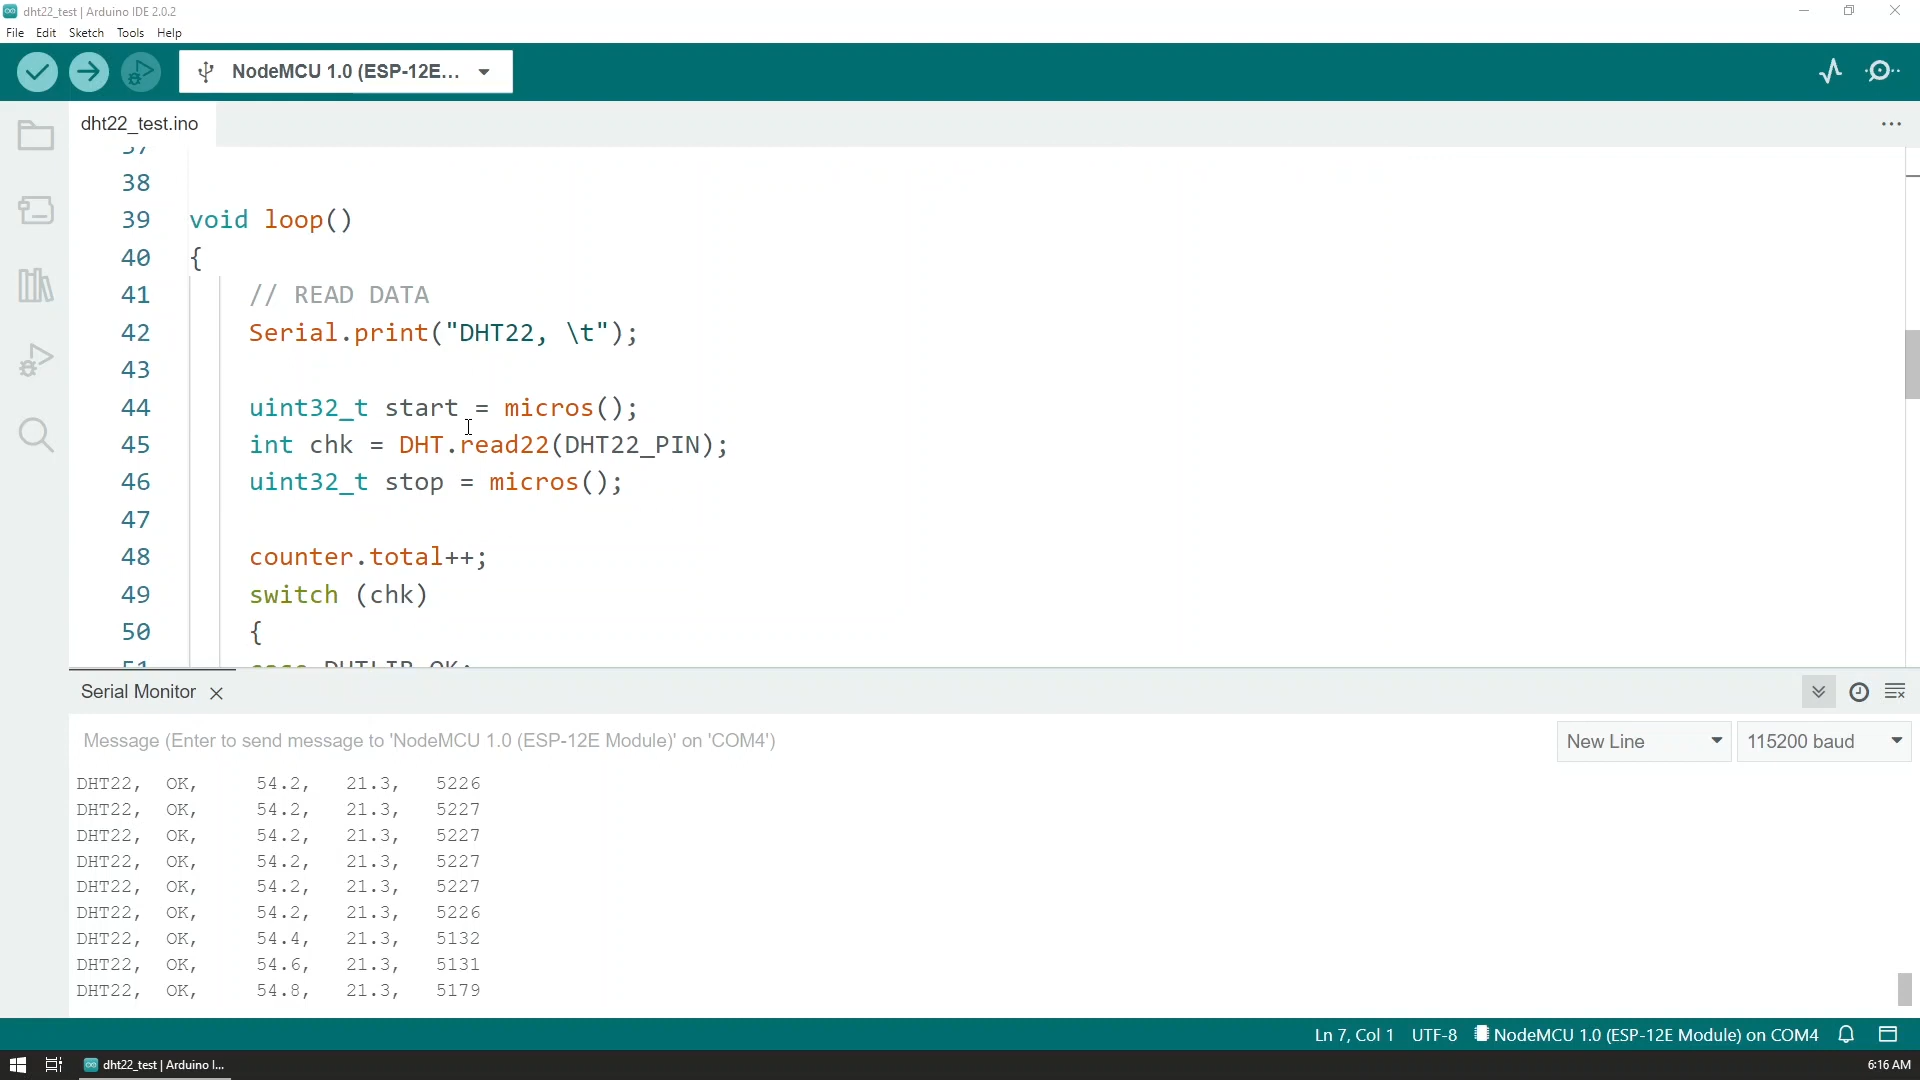 dht22_test | Arduino IDE 2.0.2
File Edit Sketch Tools Help
NodeMCU 1.0 (ESP-12E...
dht22_test.ino
37
38
39 void loop()
40 {
41 // READ DATA
42 Serial.print("DHT22, \t");
43
44 uint32_t start = micros();
45 int chk = DHT.read22(DHT22_PIN);
46 uint32_t stop = micros();
47
48 counter.total++;
49 switch (chk)
50 {
51 case DHTLIB_OK:
Serial Monitor
Message (Enter to send message to 'NodeMCU 1.0 (ESP-12E Module)' on 'COM4')
New Line 115200 baud
DHT22, OK, 54.2, 21.3, 5226
DHT22, OK, 54.2, 21.3, 5227
DHT22, OK, 54.2, 21.3, 5227
DHT22, OK, 54.2, 21.3, 5227
DHT22, OK, 54.2, 21.3, 5227
DHT22, OK, 54.2, 21.3, 5226
DHT22, OK, 54.4, 21.3, 5132
DHT22, OK, 54.6, 21.3, 5131
DHT22, OK, 54.8, 21.3, 5179
Ln 7, Col 1 UTF-8 NodeMCU 1.0 (ESP-12E Module) on COM4
dht22_test | Arduino I... 6:16 AM